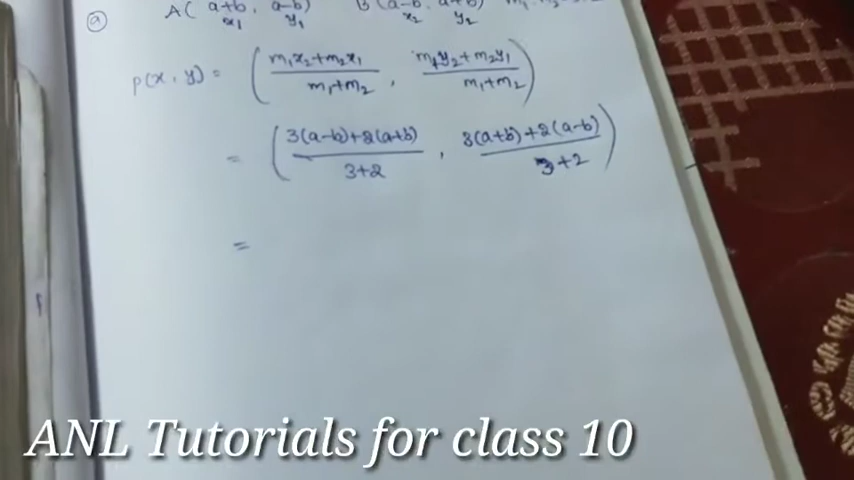 (a) A(a+b, a-b) B(a-b, a+b)
x₁ y₁ x₂ y₂
P(x, y) = ( m₁x₂+m₂x₁ / m₁+m₂ , m₁y₂+m₂y₁ / m₁+m₂ )
= ( 3(a-b)+2(a+b) / 3+2 , 3(a+b)+2(a-b) / 3+2 )
=
ANL Tutorials for class 10